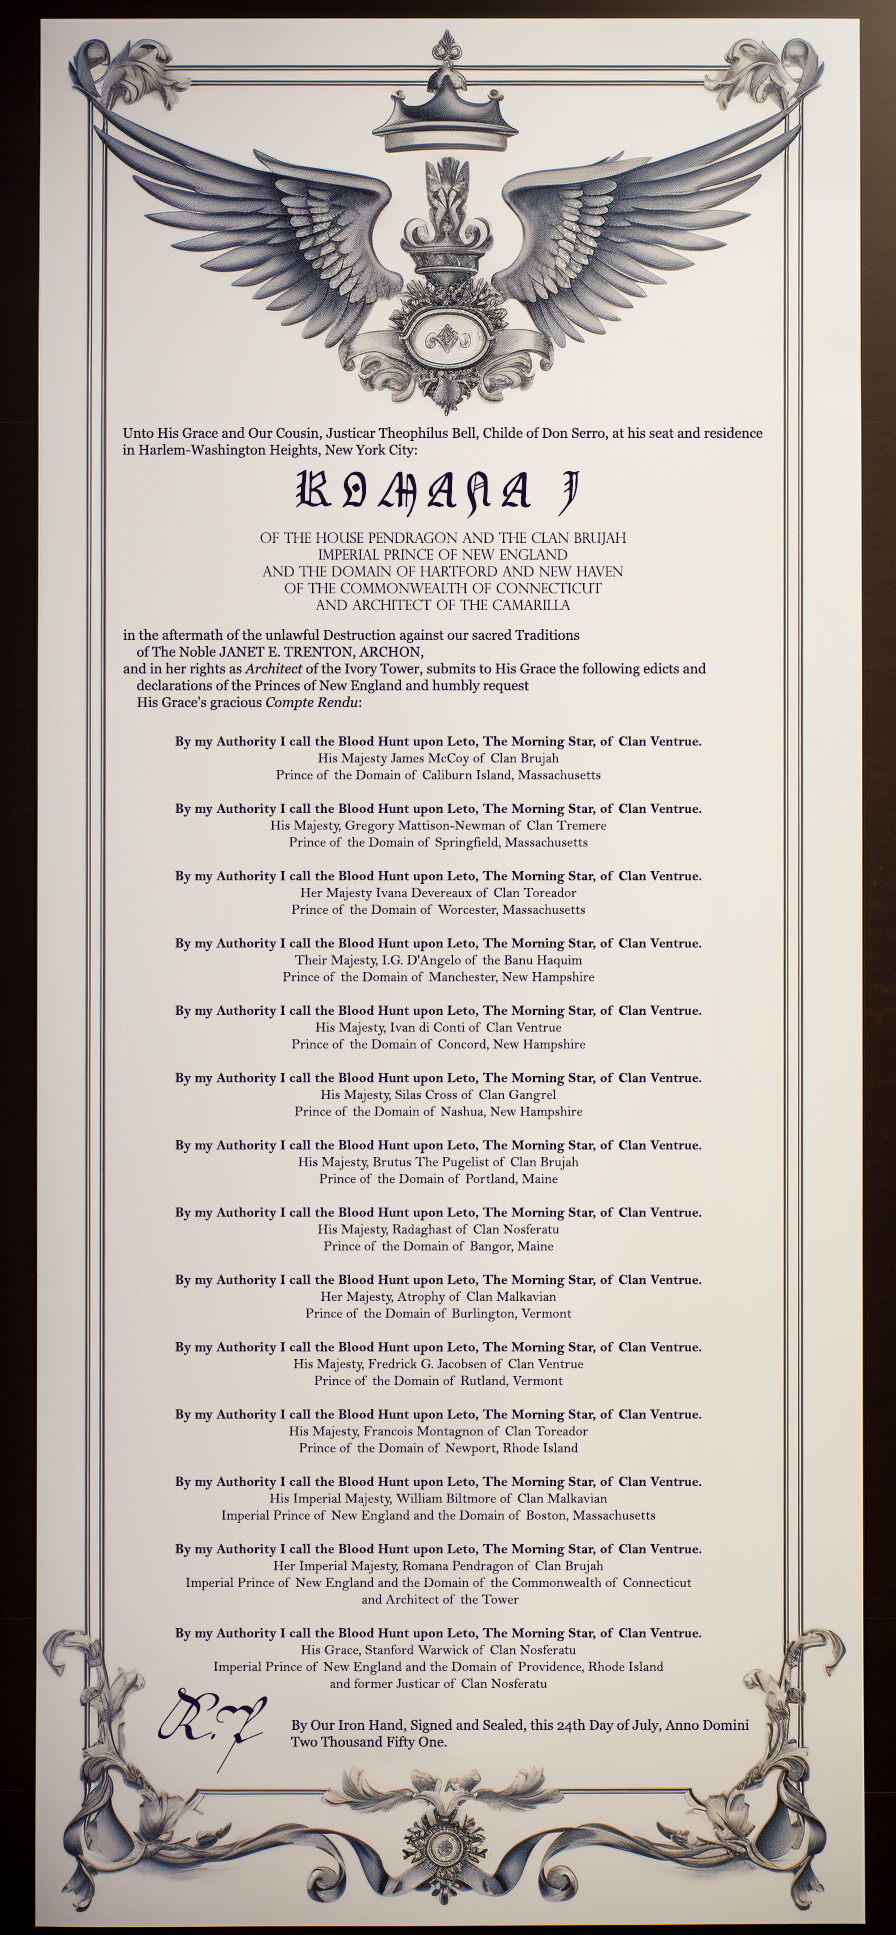 Unto His Grace and Our Cousin, Justicar Theophilus Bell, Childe of Don Serro, at his seat and residence
in Harlem-Washington Heights, New York City:
ROMANA I
OF THE HOUSE PENDRAGON AND THE CLAN BRUJAH
IMPERIAL PRINCE OF NEW ENGLAND
AND THE DOMAIN OF HARTFORD AND NEW HAVEN
OF THE COMMONWEALTH OF CONNECTICUT
AND ARCHITECT OF THE CAMARILLA
in the aftermath of the unlawful Destruction against our sacred Traditions
of The Noble JANET E. TRENTON, ARCHON,
and in her rights as Architect of the Ivory Tower, submits to His Grace the following edicts and
declarations of the Princes of New England and humbly request
His Grace's gracious Compte Rendu:
By my Authority I call the Blood Hunt upon Leto, The Morning Star, of Clan Ventrue.
His Majesty James McCoy of Clan Brujah
Prince of the Domain of Caliburn Island, Massachusetts
By my Authority I call the Blood Hunt upon Leto, The Morning Star, of Clan Ventrue.
His Majesty, Gregory Mattison-Newman of Clan Tremere
Prince of the Domain of Springfield, Massachusetts
By my Authority I call the Blood Hunt upon Leto, The Morning Star, of Clan Ventrue.
Her Majesty Ivana Devereaux of Clan Toreador
Prince of the Domain of Worcester, Massachusetts
By my Authority I call the Blood Hunt upon Leto, The Morning Star, of Clan Ventrue.
Their Majesty, I.G. D'Angelo of the Banu Haquim
Prince of the Domain of Manchester, New Hampshire
By my Authority I call the Blood Hunt upon Leto, The Morning Star, of Clan Ventrue.
His Majesty, Ivan di Conti of Clan Ventrue
Prince of the Domain of Concord, New Hampshire
By my Authority I call the Blood Hunt upon Leto, The Morning Star, of Clan Ventrue.
His Majesty, Silas Cross of Clan Gangrel
Prince of the Domain of Nashua, New Hampshire
By my Authority I call the Blood Hunt upon Leto, The Morning Star, of Clan Ventrue.
His Majesty, Brutus The Pugelist of Clan Brujah
Prince of the Domain of Portland, Maine
By my Authority I call the Blood Hunt upon Leto, The Morning Star, of Clan Ventrue.
His Majesty, Radaghast of Clan Nosferatu
Prince of the Domain of Bangor, Maine
By my Authority I call the Blood Hunt upon Leto, The Morning Star, of Clan Ventrue.
Her Majesty, Atrophy of Clan Malkavian
Prince of the Domain of Burlington, Vermont
By my Authority I call the Blood Hunt upon Leto, The Morning Star, of Clan Ventrue.
His Majesty, Fredrick G. Jacobsen of Clan Ventrue
Prince of the Domain of Rutland, Vermont
By my Authority I call the Blood Hunt upon Leto, The Morning Star, of Clan Ventrue.
His Majesty, Francois Montagnon of Clan Toreador
Prince of the Domain of Newport, Rhode Island
By my Authority I call the Blood Hunt upon Leto, The Morning Star, of Clan Ventrue.
His Imperial Majesty, William Biltmore of Clan Malkavian
Imperial Prince of New England and the Domain of Boston, Massachusetts
By my Authority I call the Blood Hunt upon Leto, The Morning Star, of Clan Ventrue.
Her Imperial Majesty, Romana Pendragon of Clan Brujah
Imperial Prince of New England and the Domain of the Commonwealth of Connecticut
and Architect of the Tower
By my Authority I call the Blood Hunt upon Leto, The Morning Star, of Clan Ventrue.
His Grace, Stanford Warwick of Clan Nosferatu
Imperial Prince of New England and the Domain of Providence, Rhode Island
and former Justicar of Clan Nosferatu
By Our Iron Hand, Signed and Sealed, this 24th Day of July, Anno Domini
Two Thousand Fifty One.